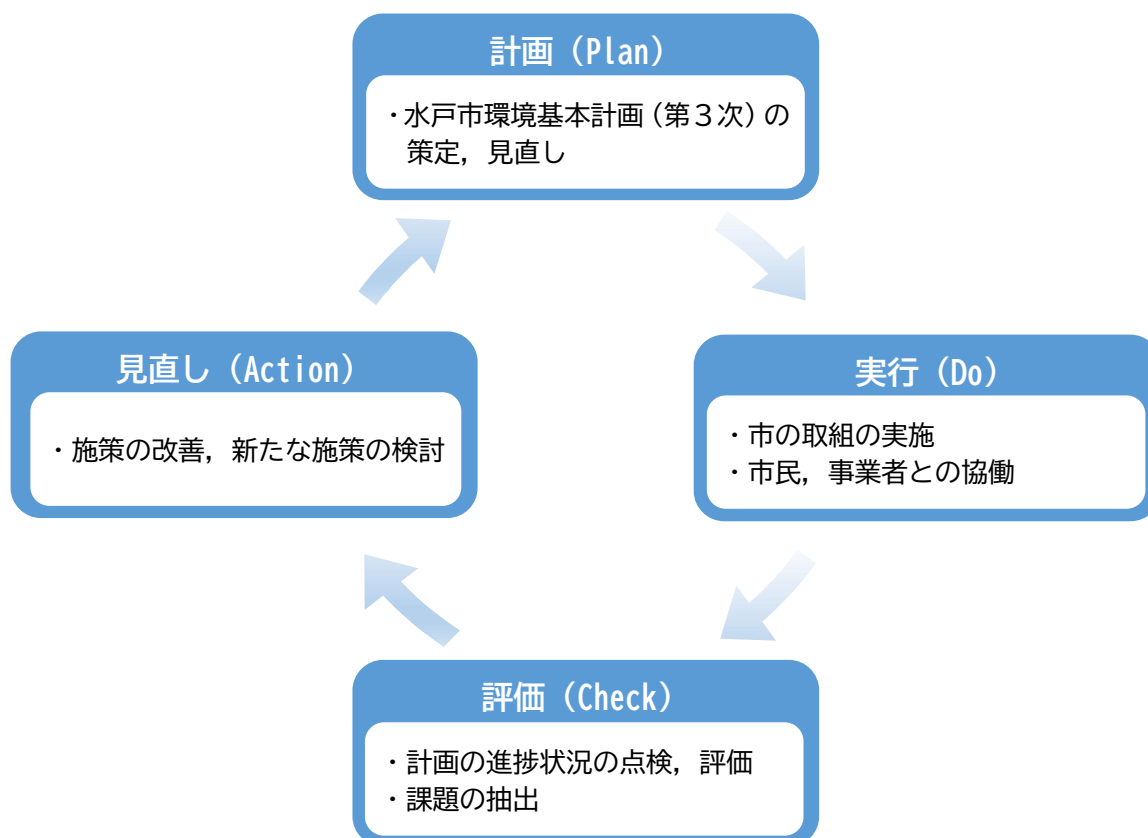 計画（Plan）
・水戸市環境基本計画（第３次）の
策定，見直し
見直し（Action）
・施策の改善，新たな施策の検討
実行（Do）
・市の取組の実施
・市民，事業者との協働
評価（Check）
・計画の進捗状況の点検，評価
・課題の抽出